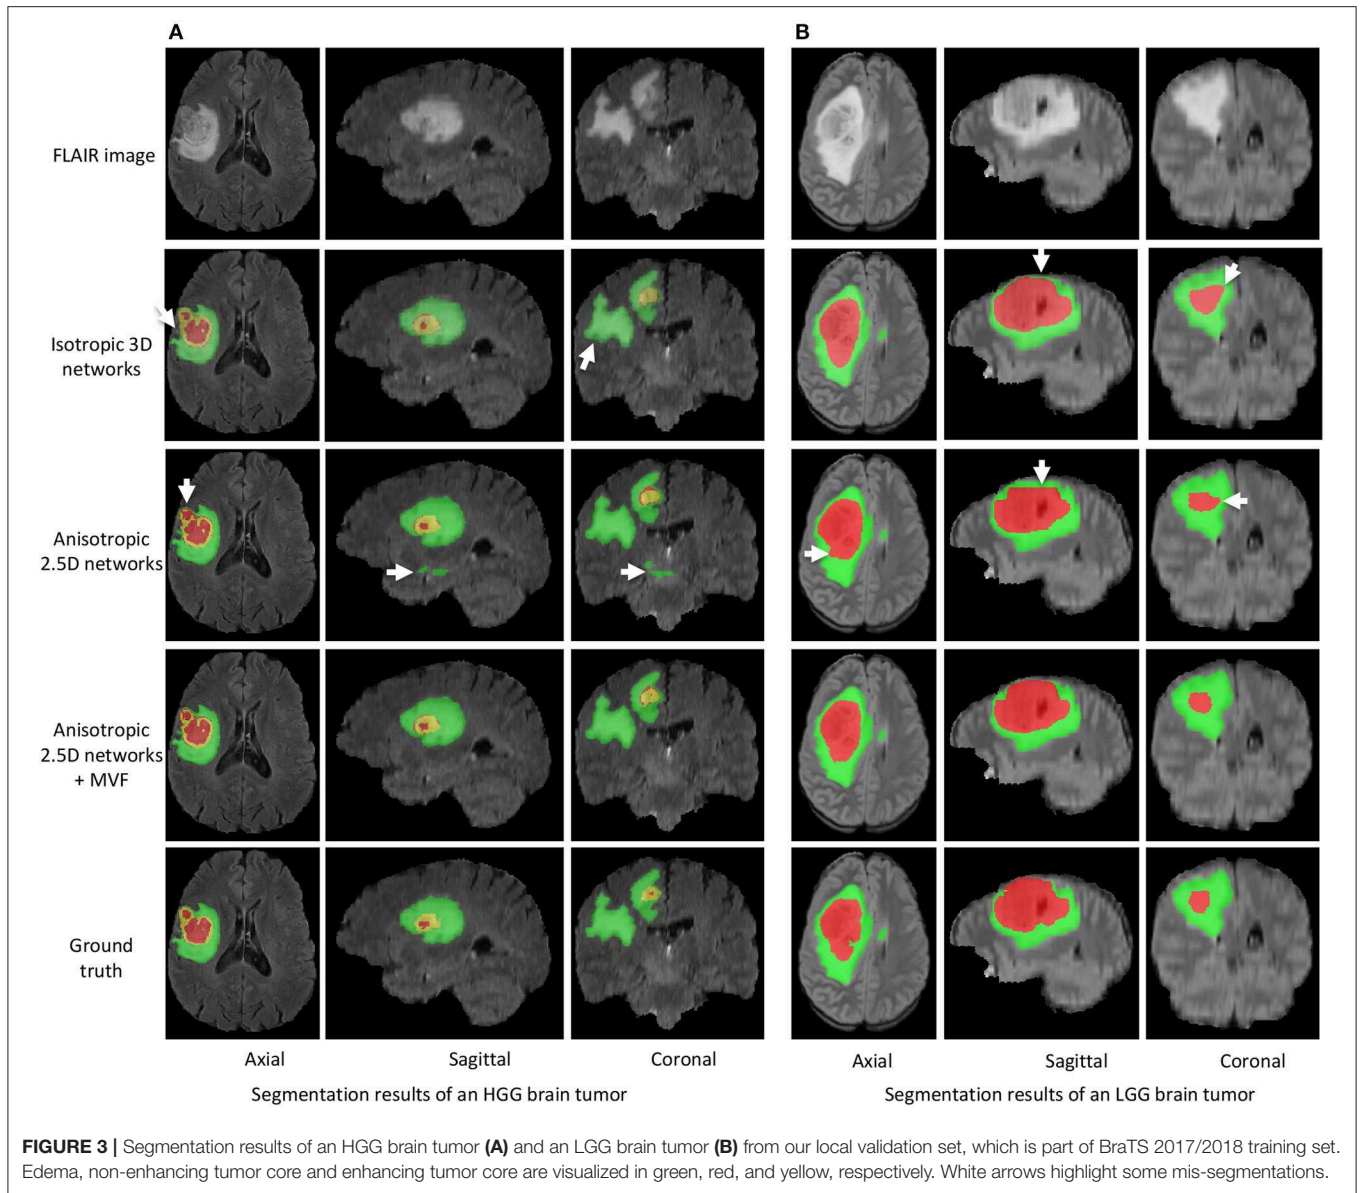 A
B
FLAIR image
Isotropic 3D
networks
Anisotropic
2.5D networks
Anisotropic
2.5D networks
+ MVF
Ground
truth
Axial
Sagittal
Coronal
Axial
Sagittal
Coronal
Segmentation results of an HGG brain tumor
Segmentation results of an LGG brain tumor
FIGURE 3 | Segmentation results of an HGG brain tumor (A) and an LGG brain tumor (B) from our local validation set, which is part of BraTS 2017/2018 training set.
Edema, non-enhancing tumor core and enhancing tumor core are visualized in green, red, and yellow, respectively. White arrows highlight some mis-segmentations.